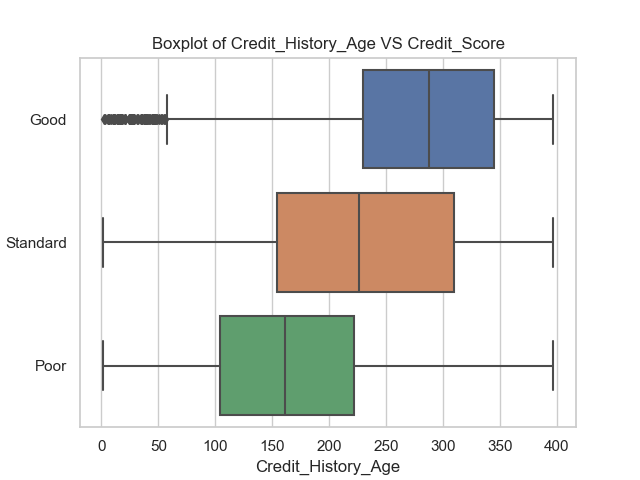 Boxplot of Credit_History_Age VS Credit_Score
Good
Standard
Poor
0 50 100 150 200 250 300 350 400
Credit_History_Age